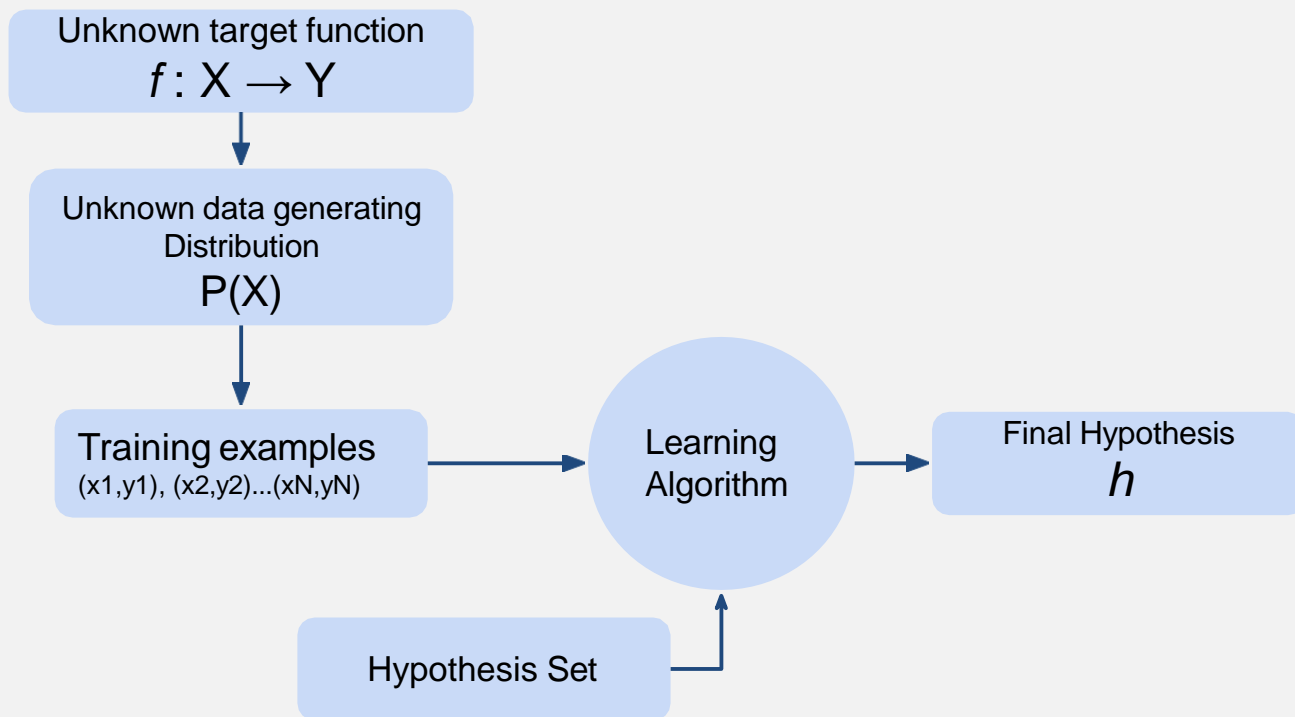 Unknown target function
f : X → Y
Unknown data generating
Distribution
P(X)
Training examples
(x1,y1), (x2,y2)...(xN,yN)
Learning
Algorithm
Final Hypothesis
h
Hypothesis Set